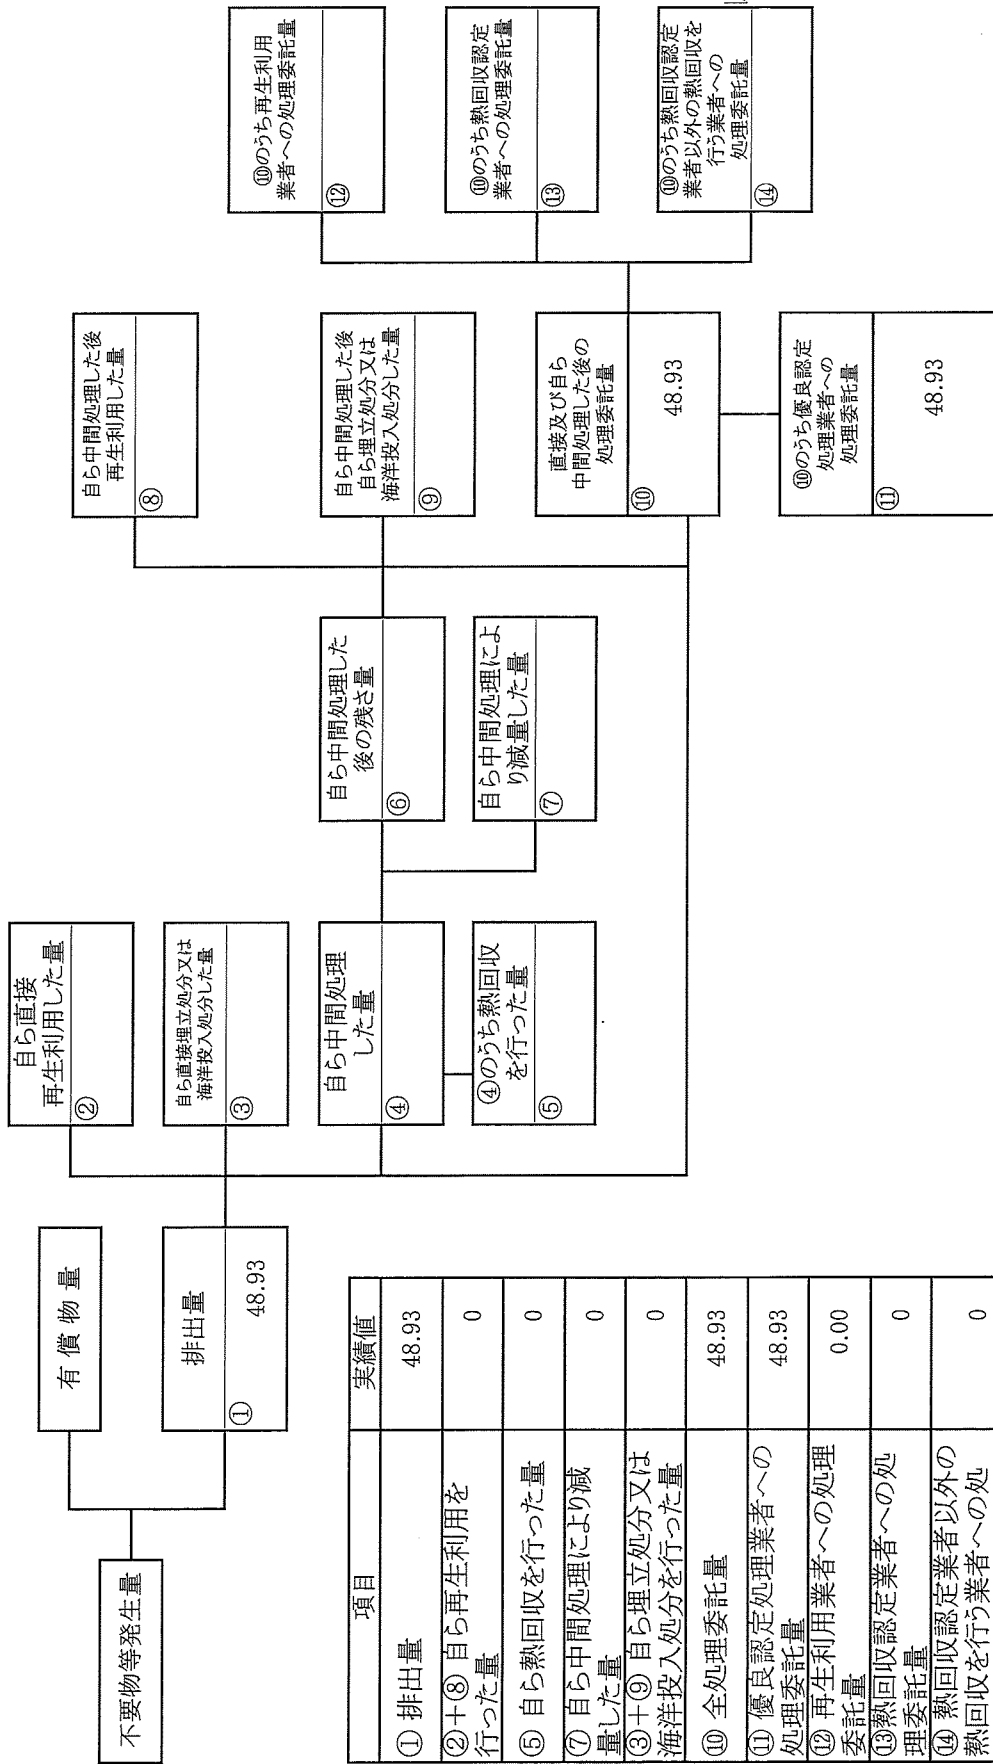 不要物等発生量
有償物量
排出量
①
48.93
自ら直接
再生利用した量
②
自ら直接埋立処分又は
海洋投入処分した量
③
自ら中間処理
した量
④
④のうち熱回収
を行った量
⑤
自ら中間処理した
後の残さ量
⑥
自ら中間処理によ
り減量した量
⑦
自ら中間処理した後
再生利用した量
⑧
自ら中間処理した後
自ら埋立処分又は
海洋投入処分した量
⑨
直接及び自ら
中間処理した後の
処理委託量
⑩
48.93
⑩のうち優良認定
処理業者への
処理委託量
⑪
48.93
⑩のうち再生利用
業者への処理委託量
⑫
⑩のうち熱回収認定
業者への処理委託量
⑬
⑩のうち熱回収認定
業者以外の熱回収を
行う業者への
処理委託量
⑭
項目 実績値
① 排出量 48.93
②+⑧ 自ら再生利用を
行った量 0
⑤ 自ら熱回収を行った量 0
⑦ 自ら中間処理により減
量した量 0
③+⑨ 自ら埋立処分又は
海洋投入処分を行った量 0
⑩ 全処理委託量 48.93
⑪ 優良認定処理業者への
処理委託量 48.93
⑫ 再生利用業者への処理
委託量 0.00
⑬熱回収認定業者への処
理委託量 0
⑭ 熱回収認定業者以外の
熱回収を行う業者への処 0